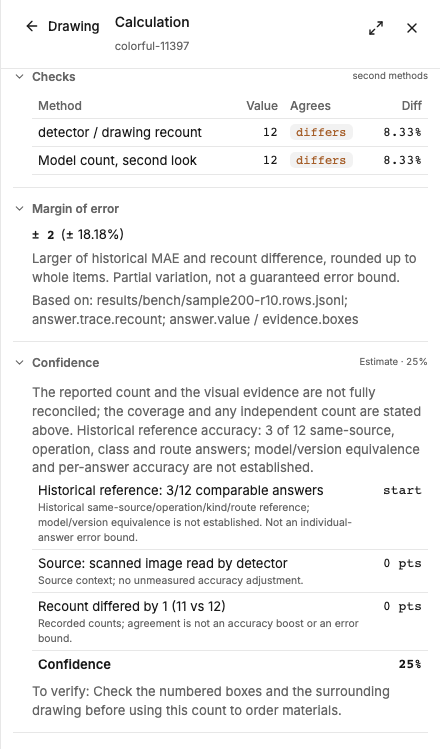 Drawing
Calculation
colorful-11397
Checks
second methods
Method Value Agrees Diff
detector / drawing recount 12 differs 8.33%
Model count, second look 12 differs 8.33%
Margin of error
± 2 (± 18.18%)
Larger of historical MAE and recount difference, rounded up to
whole items. Partial variation, not a guaranteed error bound.
Based on: results/bench/sample200-r10.rows.jsonl;
answer.trace.recount; answer.value / evidence.boxes
Confidence
Estimate · 25%
The reported count and the visual evidence are not fully
reconciled; the coverage and any independent count are stated
above. Historical reference accuracy: 3 of 12 same-source,
operation, class and route answers; model/version equivalence
and per-answer accuracy are not established.
Historical reference: 3/12 comparable answers start
Historical same-source/operation/kind/route reference;
model/version equivalence is not established. Not an individual-
answer error bound.
Source: scanned image read by detector 0 pts
Source context; no unmeasured accuracy adjustment.
Recount differed by 1 (11 vs 12) 0 pts
Recorded counts; agreement is not an accuracy boost or an error
bound.
Confidence 25%
To verify: Check the numbered boxes and the surrounding
drawing before using this count to order materials.